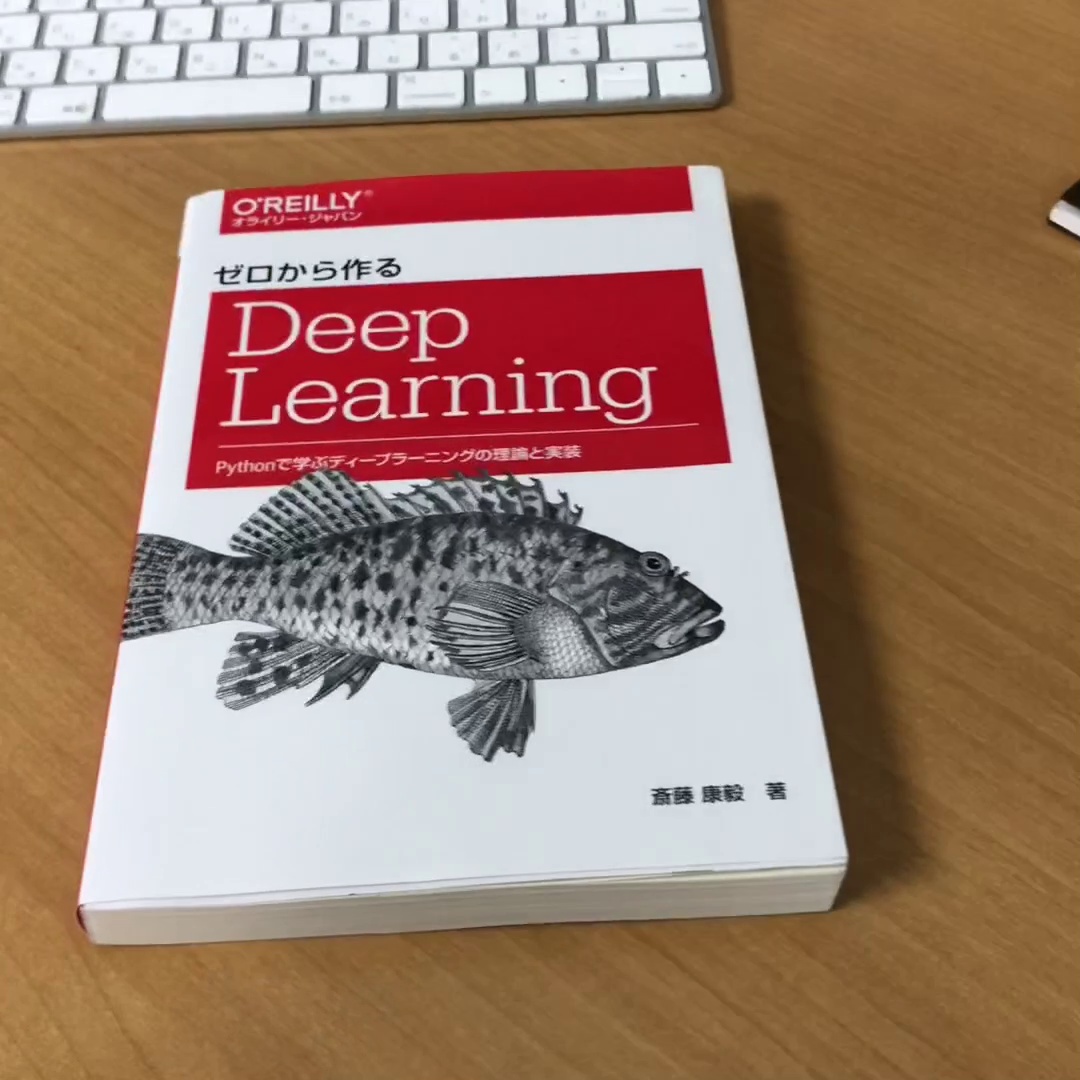 O'REILLY®
オライリー・ジャパン
ゼロから作る
Deep
Learning
Pythonで学ぶディープラーニングの理論と実装
斎藤 康毅 著